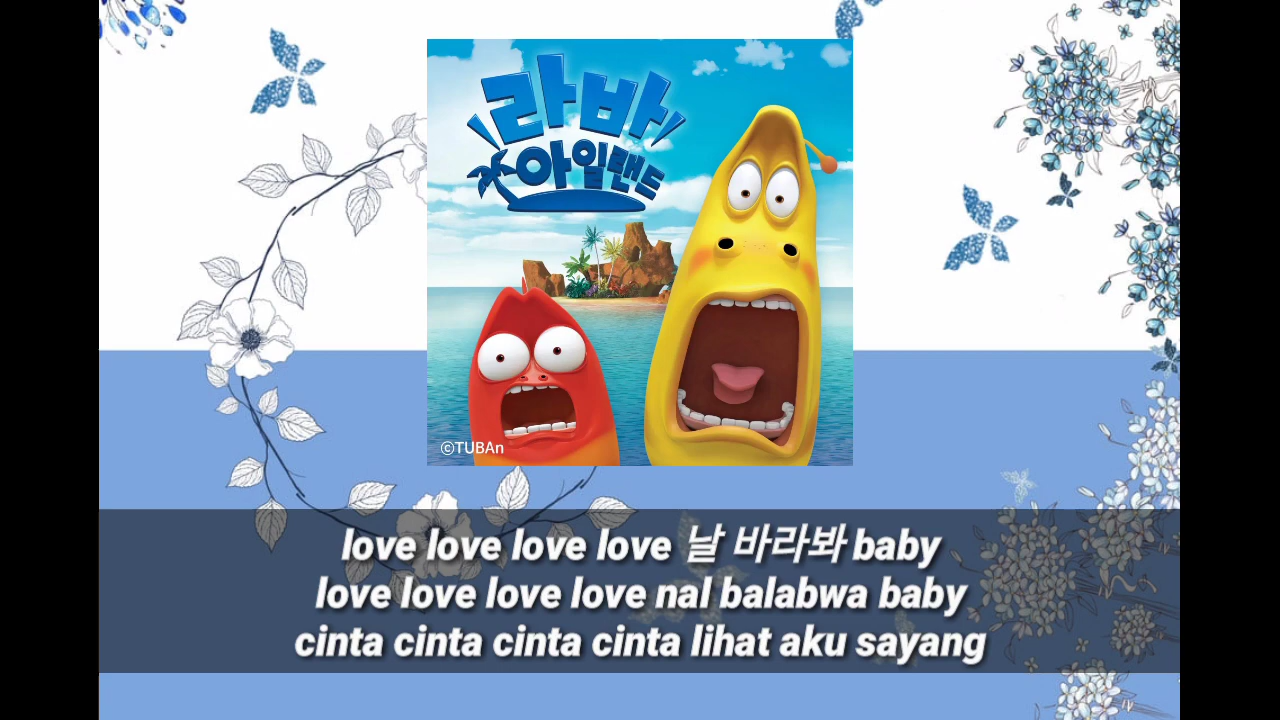 라바
아일랜드
©TUBAn
love love love love 날 바라봐 baby
love love love love nal balabwa baby
cinta cinta cinta cinta lihat aku sayang